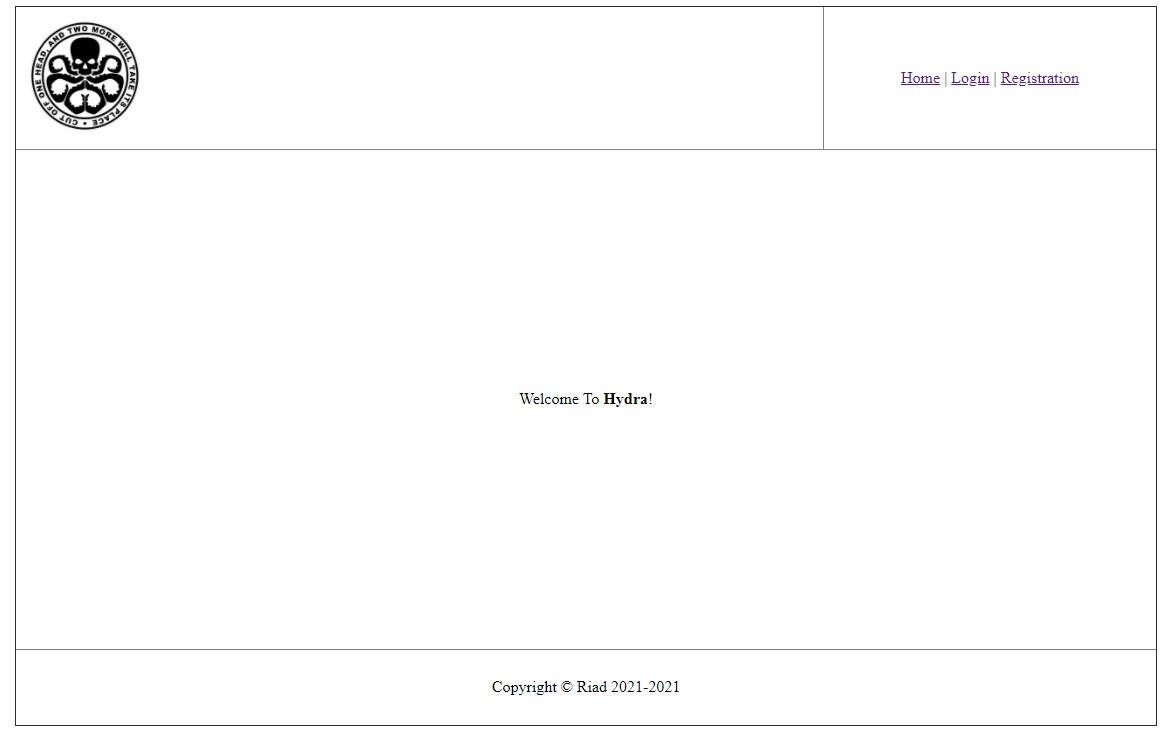 CUT OFF ONE HEAD, AND TWO MORE WILL TAKE ITS PLACE •
Home | Login | Registration
Welcome To Hydra!
Copyright © Riad 2021-2021